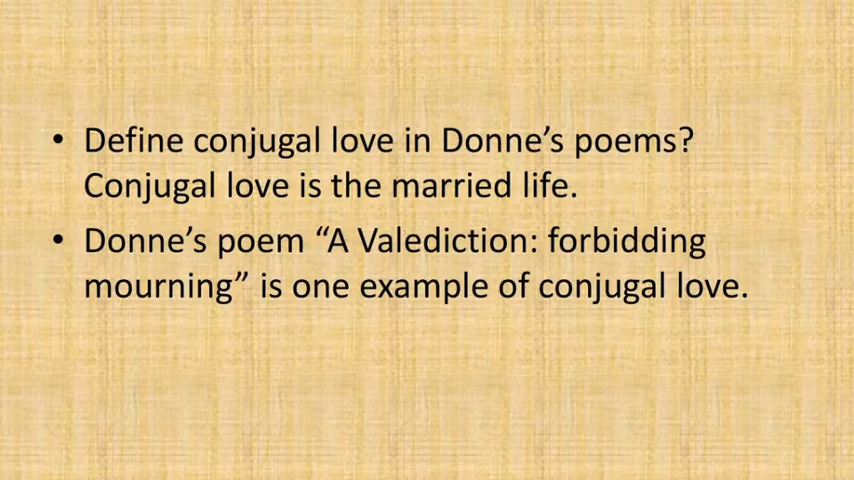 • Define conjugal love in Donne’s poems?
Conjugal love is the married life.
• Donne’s poem “A Valediction: forbidding
mourning” is one example of conjugal love.